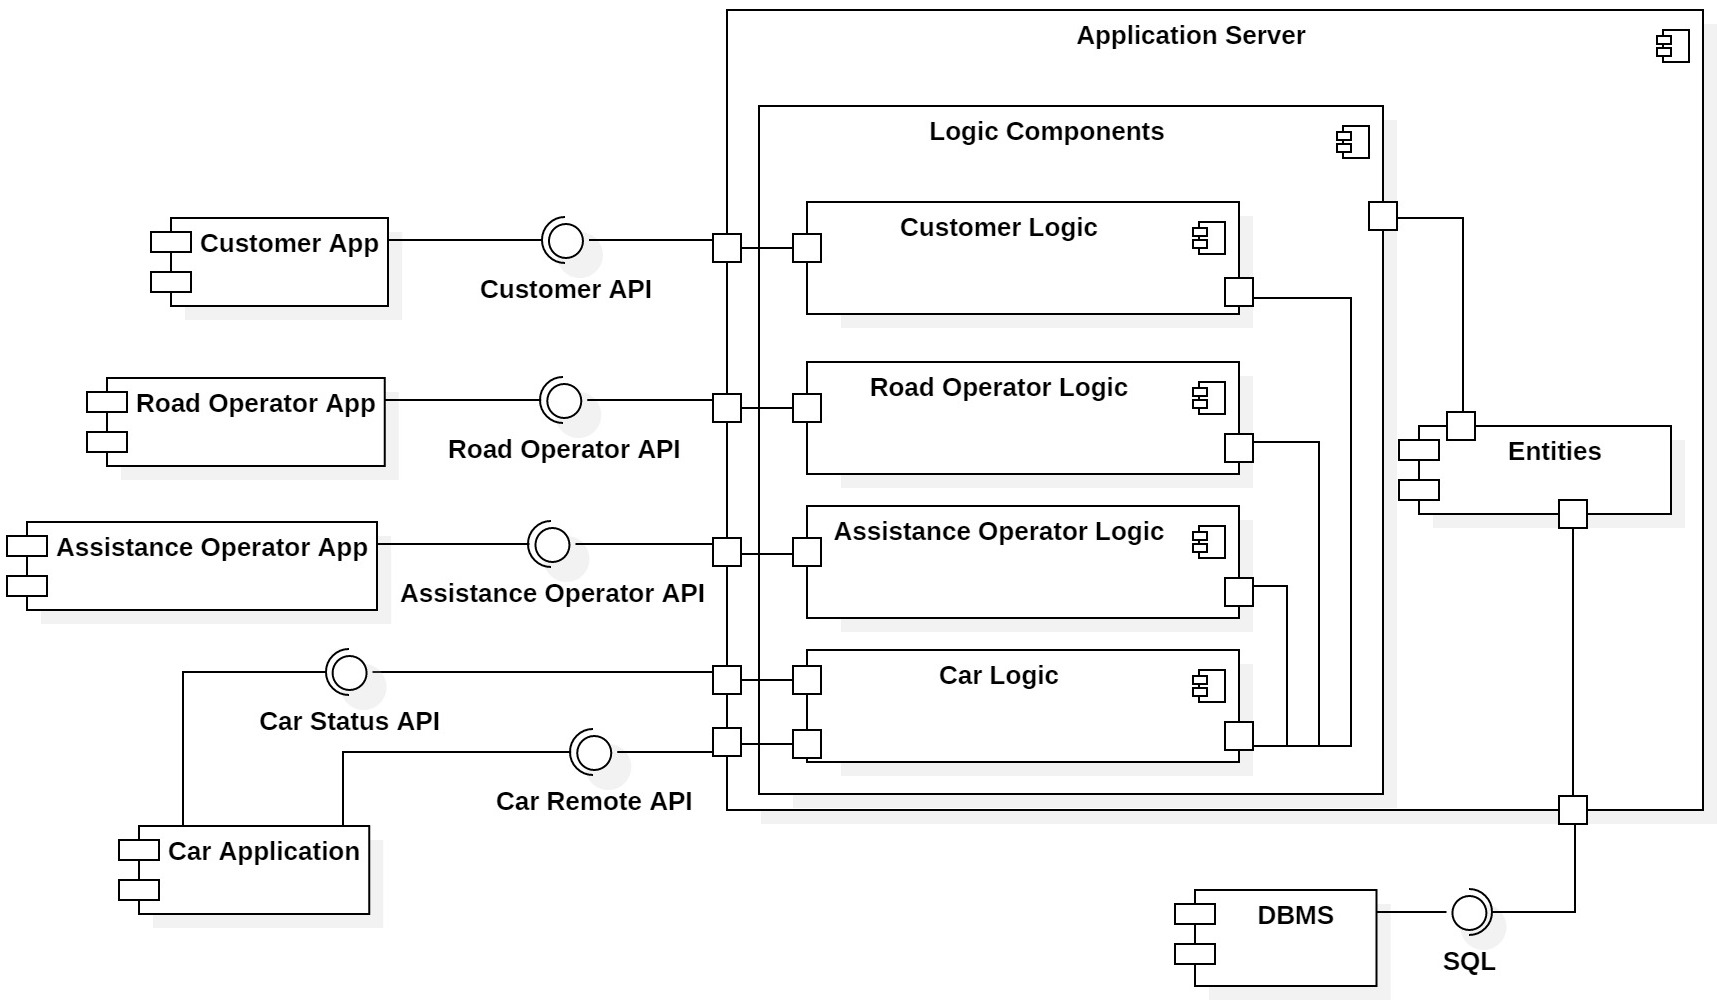 Application Server
Logic Components
Customer App
Customer API
Customer Logic
Road Operator App
Road Operator API
Road Operator Logic
Entities
Assistance Operator App
Assistance Operator API
Assistance Operator Logic
Car Status API
Car Logic
Car Remote API
Car Application
DBMS
SQL